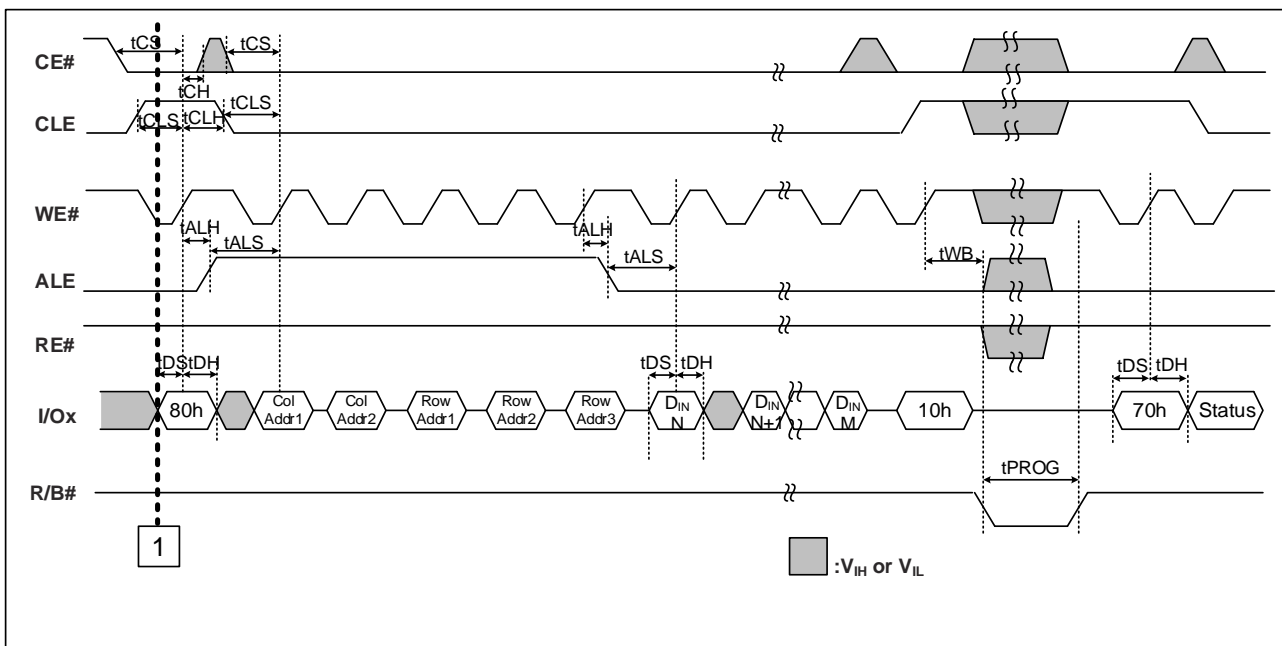 tCS tCS
CE#
tCH
tCLS
CLE
tCLS tCLH
WE#
tALH tALH
tALS tALS
tWB
ALE
RE#
tDS tDH tDS tDH tDS tDH
I/Ox
80h
Col Addr1
Col Addr2
Row Addr1
Row Addr2
Row Addr3
DIN N
DIN N+1
DIN M
10h
70h
Status
tPROG
R/B#
1
:VIH or VIL